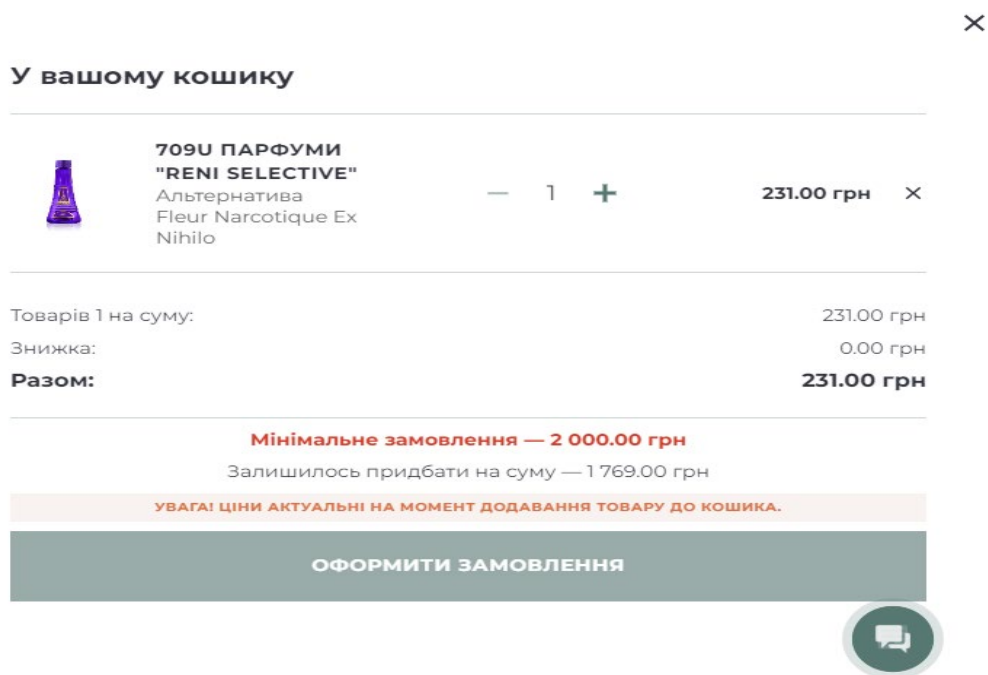 У вашому кошику
709U ПАРФУМИ
"RENI SELECTIVE"
Альтернатива
Fleur Narcotique Ex
Nihilo
1
231.00 грн
Товарів 1 на суму:
231.00 грн
Знижка:
0.00 грн
Разом:
231.00 грн
Мінімальне замовлення — 2 000.00 грн
Залишилось придбати на суму — 1 769.00 грн
УВАГА! ЦІНИ АКТУАЛЬНІ НА МОМЕНТ ДОДАВАННЯ ТОВАРУ ДО КОШИКА.
ОФОРМИТИ ЗАМОВЛЕННЯ